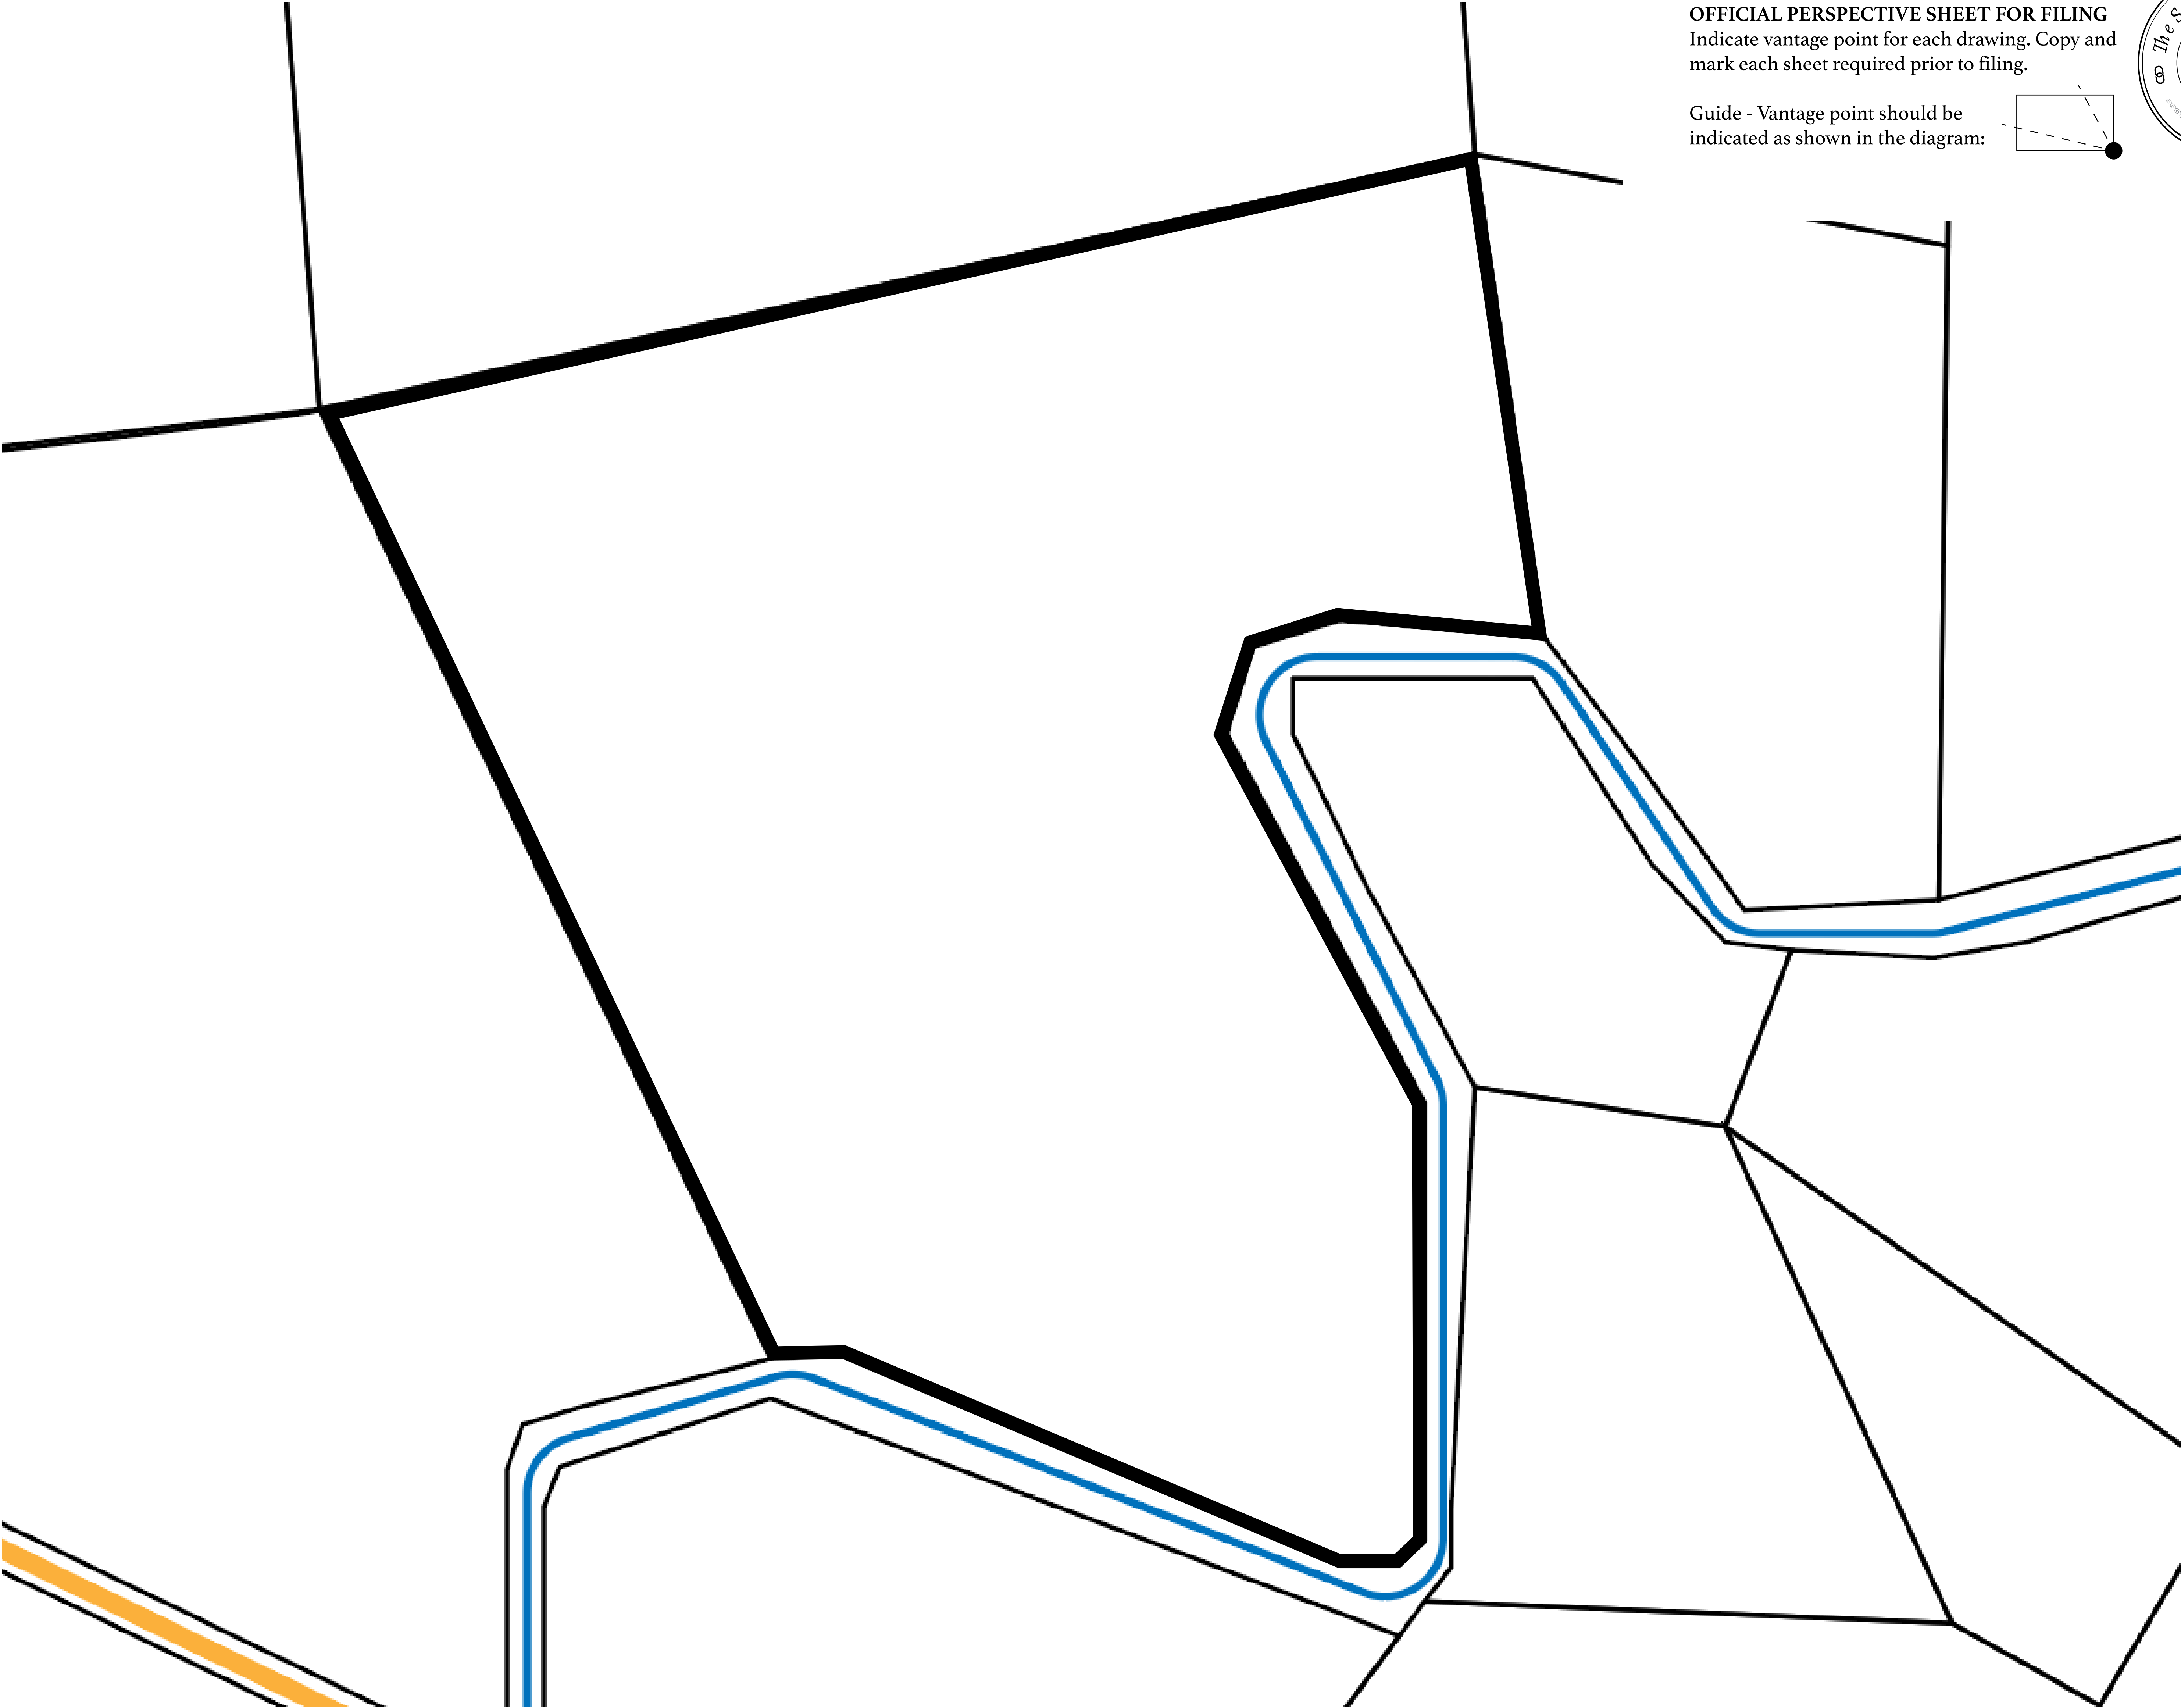 OFFICIAL PERSPECTIVE SHEET FOR FILING
Indicate vantage point for each drawing. Copy and
mark each sheet required prior to filing.
Guide - Vantage point should be
indicated as shown in the diagram:
The